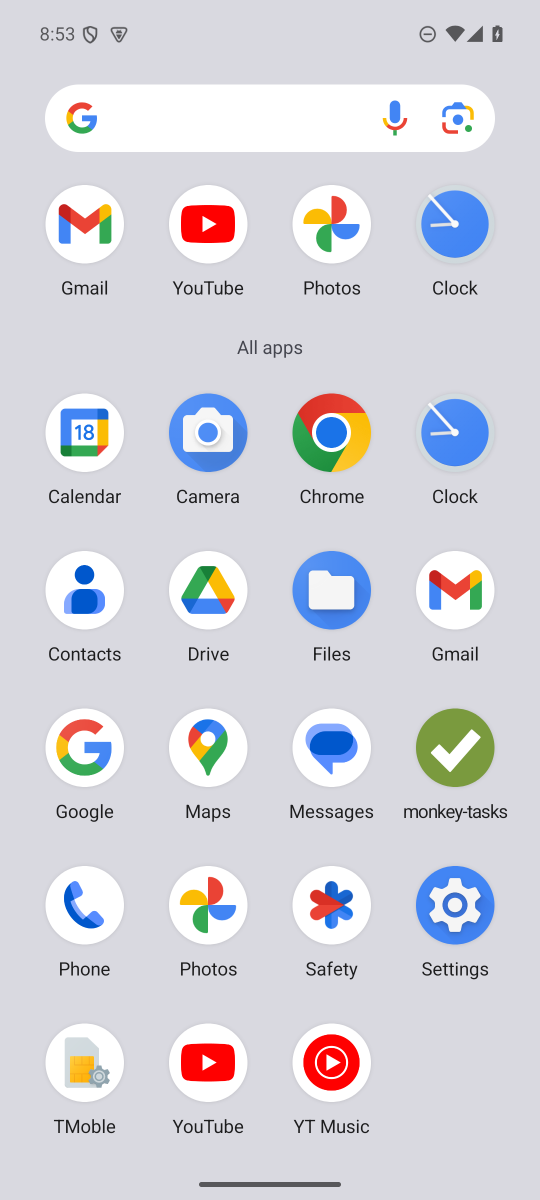 8:53
Gmail YouTube Photos Clock
All apps
18
Calendar Camera Chrome Clock
Contacts Drive Files Gmail
Google Maps Messages monkey-tasks
Phone Photos Safety Settings
TMoble YouTube YT Music